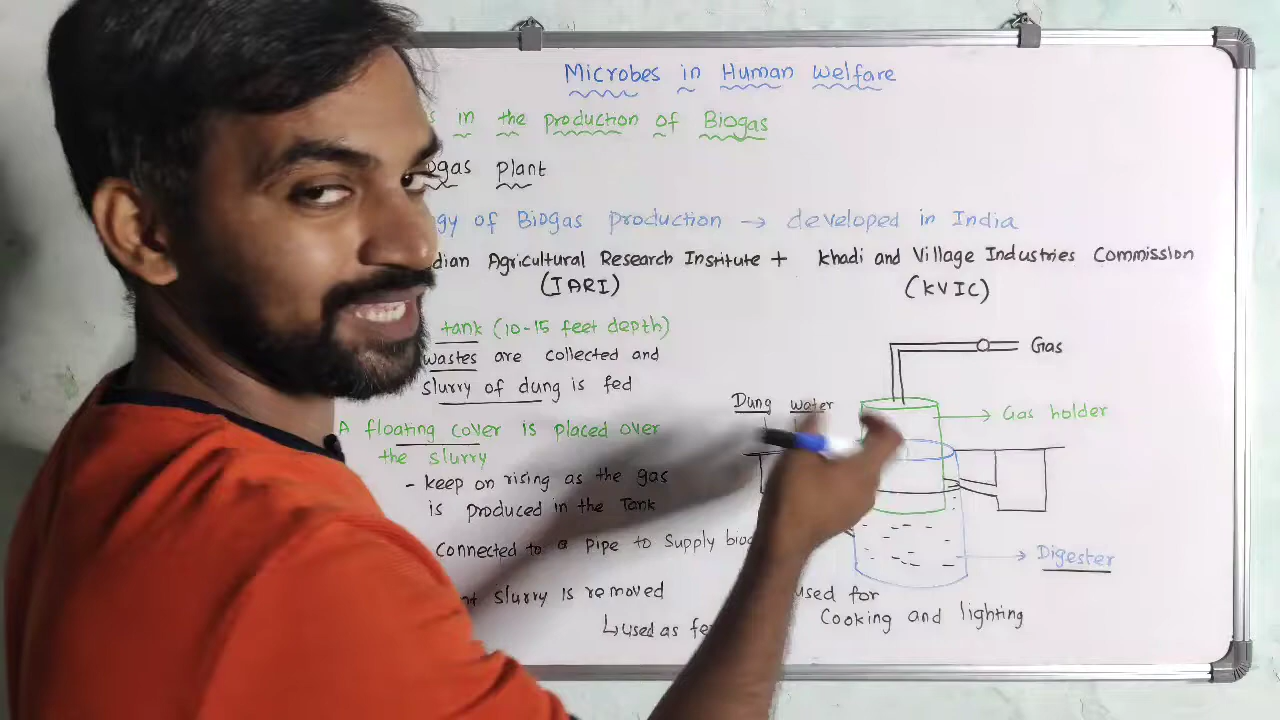 Microbes in Human Welfare
in the production of Biogas
plant
of Biogas production → developed in India
Agricultural Research Institute + Khadi and Village Industries Commission
(IARI) (KVIC)
tank (10-15 feet depth)
wastes are collected and
slurry of dung is fed
A floating cover is placed over
the slurry
- keep on rising as the gas
is produced in the Tank
Connected to a pipe to supply
slurry is removed
↳ used as
Gas
Dung water
Gas holder
Digester
used for
Cooking and lighting